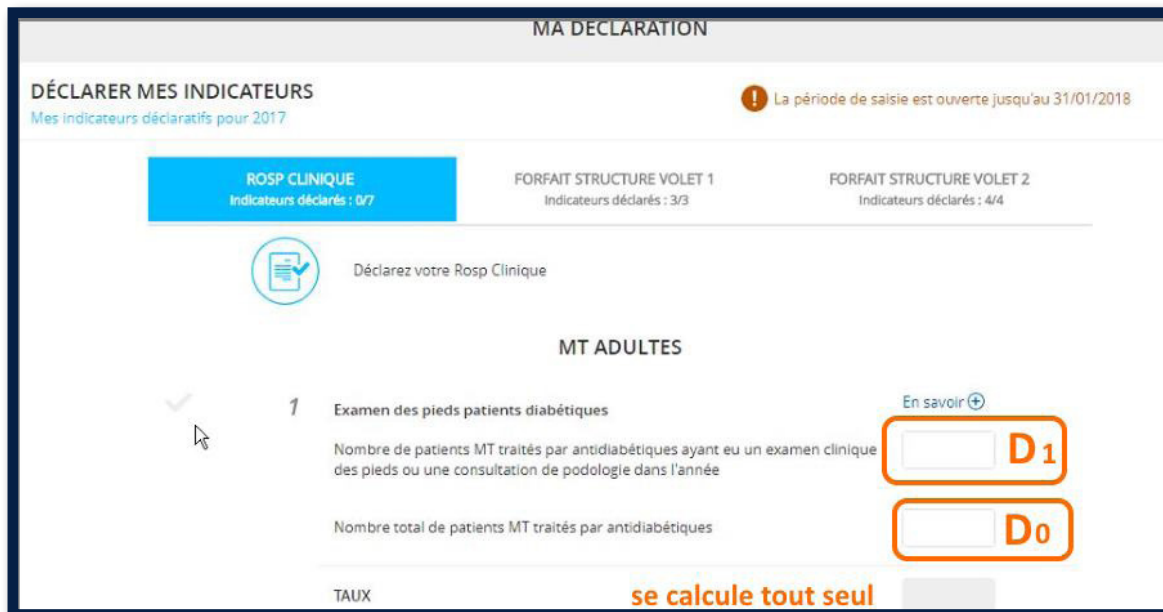 MA DECLARATION
DÉCLARER MES INDICATEURS
! La période de saisie est ouverte jusqu'au 31/01/2018
Mes indicateurs déclaratifs pour 2017
ROSP CLINIQUE
Indicateurs déclarés : 0/7
FORFAIT STRUCTURE VOLET 1
Indicateurs déclarés : 3/3
FORFAIT STRUCTURE VOLET 2
Indicateurs déclarés : 4/4
Déclarez votre Rosp Clinique
MT ADULTES
En savoir
1 Examen des pieds patients diabétiques
Nombre de patients MT traités par antidiabétiques ayant eu un examen clinique
des pieds ou une consultation de podologie dans l'année
D1
Nombre total de patients MT traités par antidiabétiques
D0
TAUX se calcule tout seul